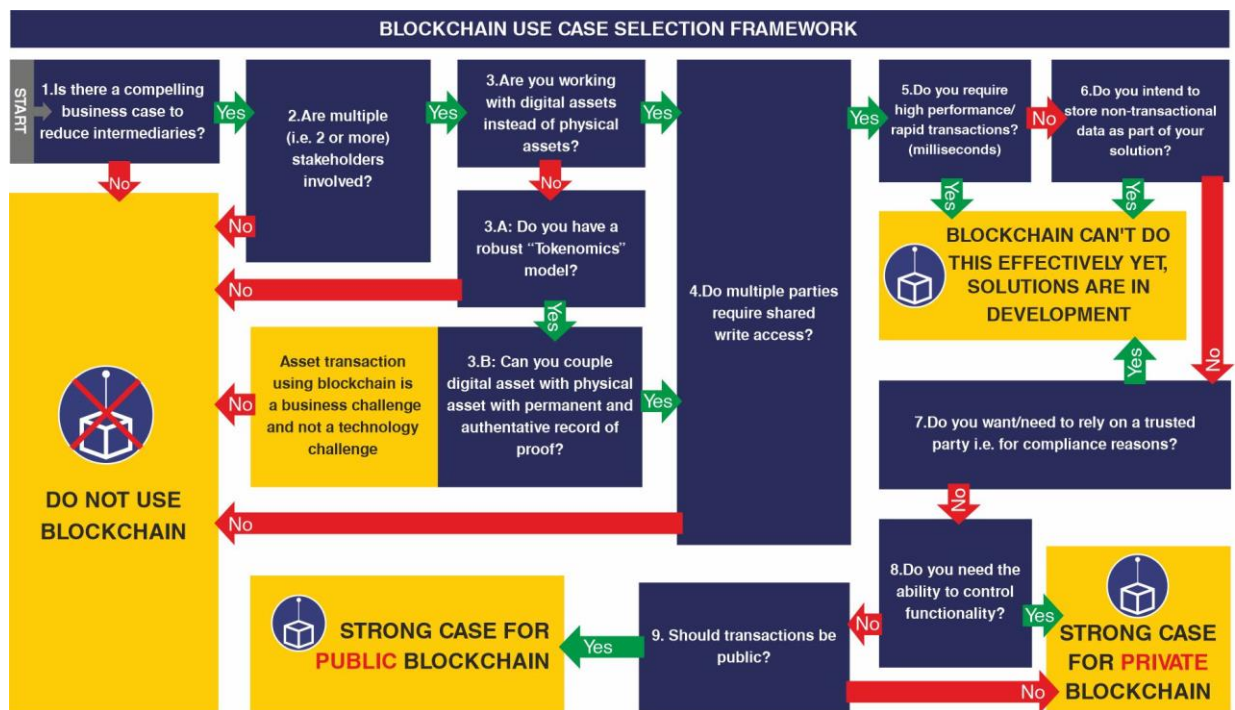 BLOCKCHAIN USE CASE SELECTION FRAMEWORK
START
1.Is there a compelling
business case to
reduce intermediaries?
Yes
No
2.Are multiple
(i.e. 2 or more)
stakeholders
involved?
Yes
No
3.Are you working
with digital assets
instead of physical
assets?
Yes
No
3.A: Do you have a
robust “Tokenomics”
model?
No
Yes
Asset transaction
using blockchain is
a business challenge
and not a technology
challenge
No
3.B: Can you couple
digital asset with physical
asset with permanent and
authentative record of
proof?
Yes
4.Do multiple parties
require shared
write access?
Yes
No
5.Do you require
high performance/
rapid transactions?
(milliseconds)
No
Yes
6.Do you intend to
store non-transactional
data as part of your
solution?
Yes
No
BLOCKCHAIN CAN'T DO
THIS EFFECTIVELY YET,
SOLUTIONS ARE IN
DEVELOPMENT
Yes
7.Do you want/need to rely on a trusted
party i.e. for compliance reasons?
No
8.Do you need the
ability to control
functionality?
Yes
No
9. Should transactions be
public?
Yes
No
DO NOT USE
BLOCKCHAIN
STRONG CASE FOR
PUBLIC BLOCKCHAIN
STRONG CASE
FOR PRIVATE
BLOCKCHAIN